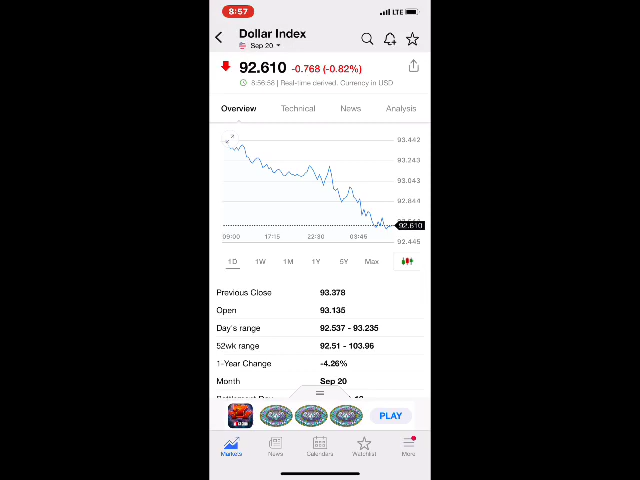 8:57
LTE
Dollar Index
Sep 20
92.610 -0.768 (-0.82%)
8:56:58 | Real-time derived. Currency in USD
Overview Technical News Analysis
93.442
93.243
93.043
92.844
92.610
92.445
09:00 17:15 22:30 03:45
1D 1W 1M 1Y 5Y Max
Previous Close 93.378
Open 93.135
Day's range 92.537 - 93.235
52wk range 92.51 - 103.96
1-Year Change -4.26%
Month Sep 20
PLAY
Markets News Calendars Watchlist More